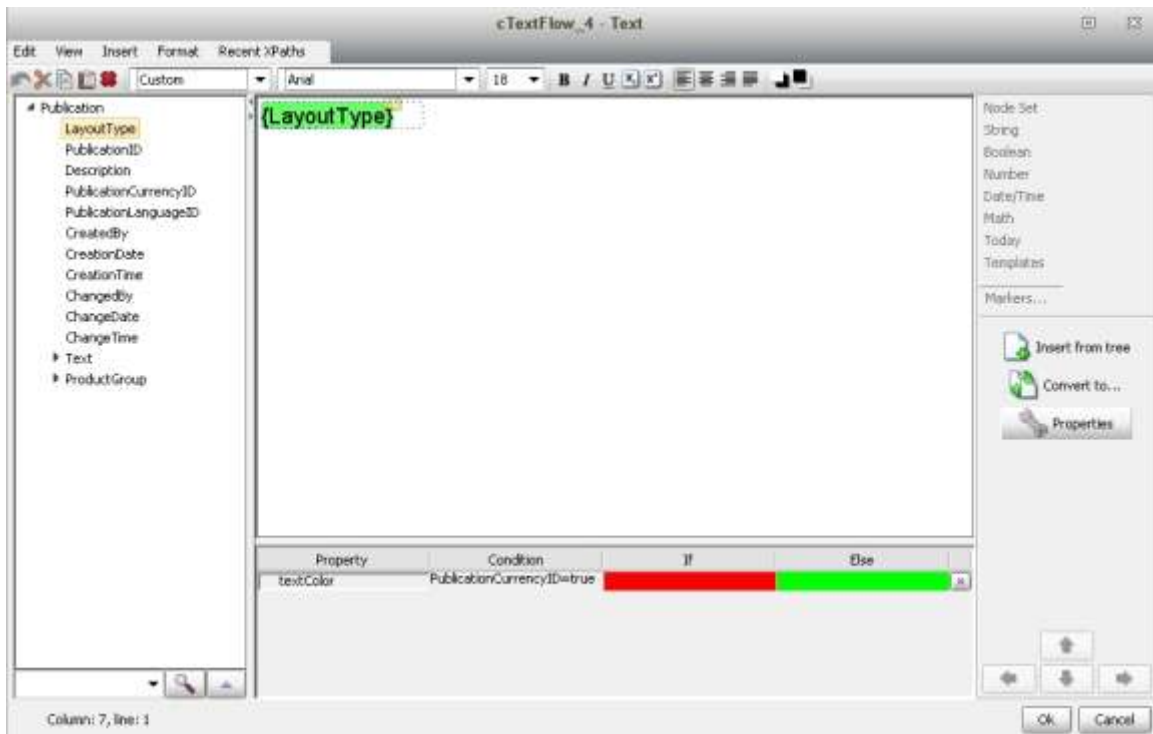 cTextFlow_4 - Text
Edit View Insert Format Recent XPaths
Custom Arial 18 B I U
Publication
LayoutType
PublicationID
Description
PublicationCurrencyID
PublicationLanguageID
CreatedBy
CreationDate
CreationTime
ChangedBy
ChangeDate
ChangeTime
Text
ProductGroup
{LayoutType}
Node Set
String
Boolean
Number
Date/Time
Math
Today
Templates
Markers...
Insert from tree
Convert to...
Properties
Property Condition If Else
textColor PublicationCurrencyID=true
Column: 7, line: 1
Ok Cancel